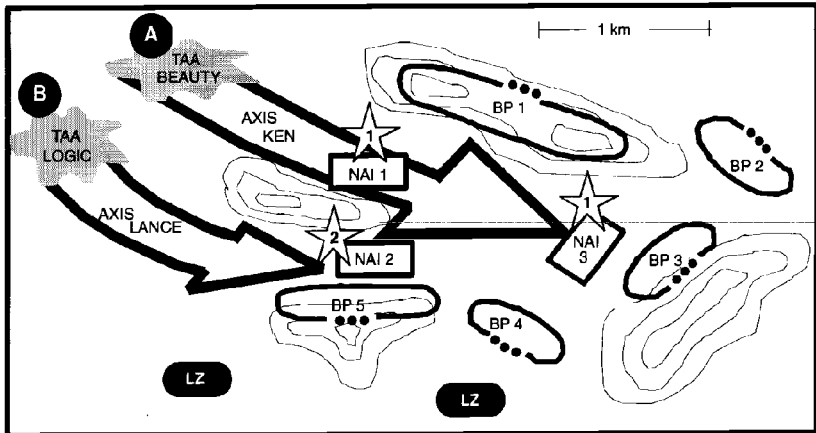 A
TAA
BEAUTY
1 km
B
TAA
LOGIC
AXIS
KEN
1
NAI 1
BP 1
BP 2
AXIS
LANCE
1
2
NAI 2
NAI
3
BP 3
BP 5
BP 4
LZ
LZ